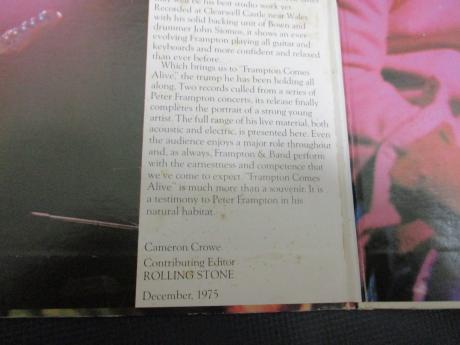 be his best studio work yet.
Recorded at Clearwell Castle near Wales
with his solid backing unit of Bown and
drummer John Siomos, it shows an ever-
evolving Frampton playing all guitar and
keyboards and more confident and relaxed
than ever before.
Which brings us to "Frampton Comes
Alive," the trump he has been holding all
along. Two records culled from a series of
Peter Frampton concerts, its release finally
completes the portrait of a strong young
artist. The full range of his live material, both
acoustic and electric, is presented here. Even
the audience enjoys a major role throughout
and, as always, Frampton & Band perform
with the earnestness and competence that
we've come to expect. "Frampton Comes
Alive" is much more than a souvenir. It is
a testimony to Peter Frampton in his
natural habitat.
Cameron Crowe
Contributing Editor
ROLLING STONE
December, 1975